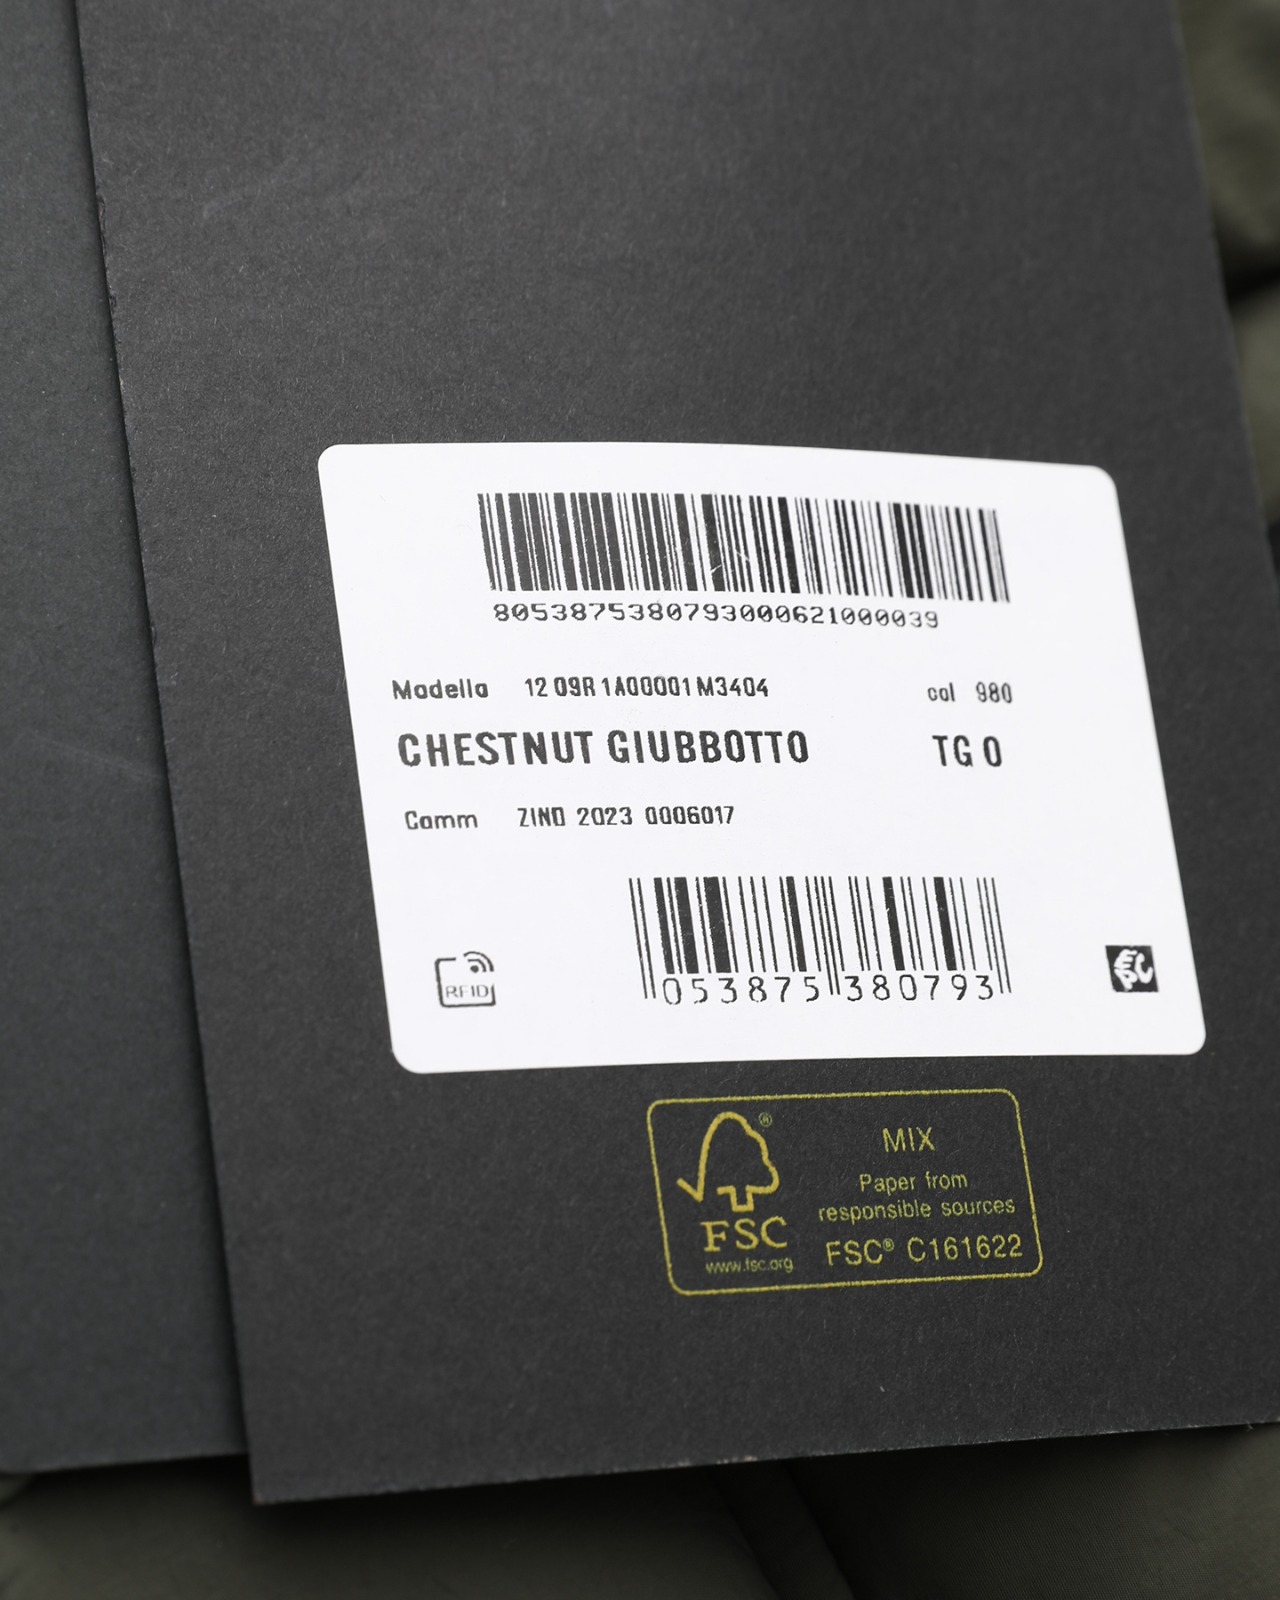 805387538079300062100039
Modello 12 09R 1A00001 M3404 col 980
CHESTNUT GIUBBOTTO TG 0
Comm ZIND 2023 0006017
RFID
053875 380793
MIX
Paper from
responsible sources
FSC® C161622
®
FSC
www.fsc.org